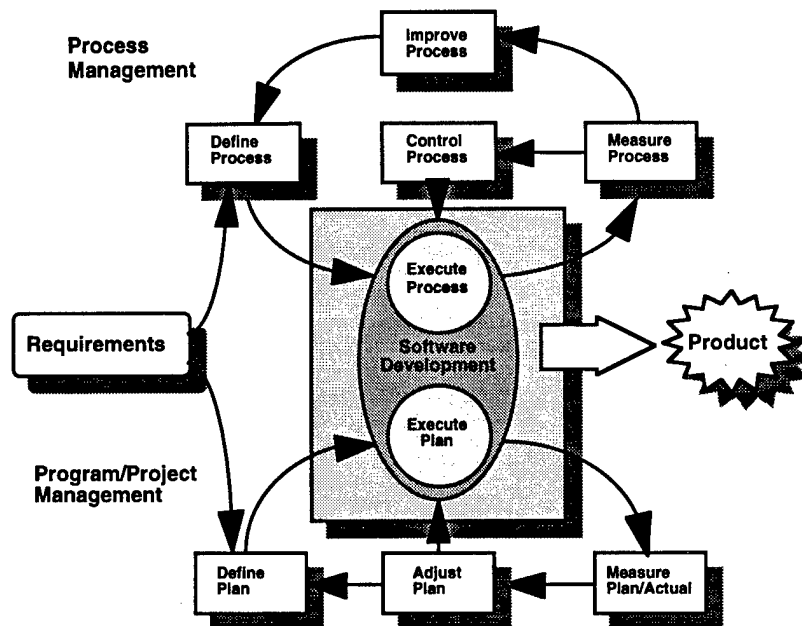 Process
Management
Improve
Process
Define
Process
Control
Process
Measure
Process
Execute
Process
Requirements
Software
Development
Product
Execute
Plan
Program/Project
Management
Define
Plan
Adjust
Plan
Measure
Plan/Actual